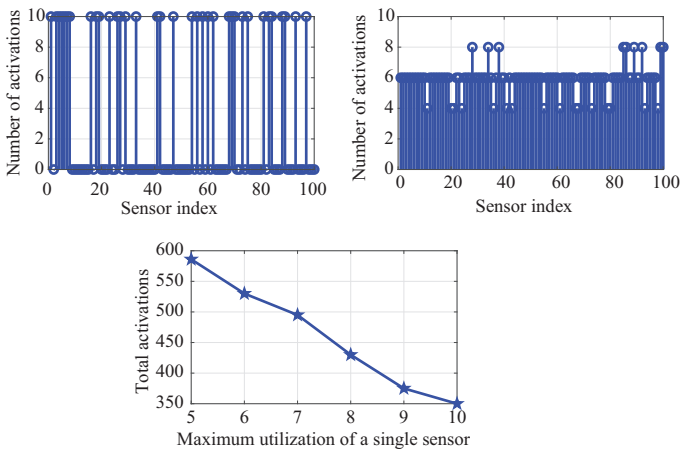 10
8
6
4
2
0
Number of activations
0 20 40 60 80 100
Sensor index
10
8
6
4
2
0
Number of activations
0 20 40 60 80 100
Sensor index
600
550
500
450
400
350
Total activations
5 6 7 8 9 10
Maximum utilization of a single sensor